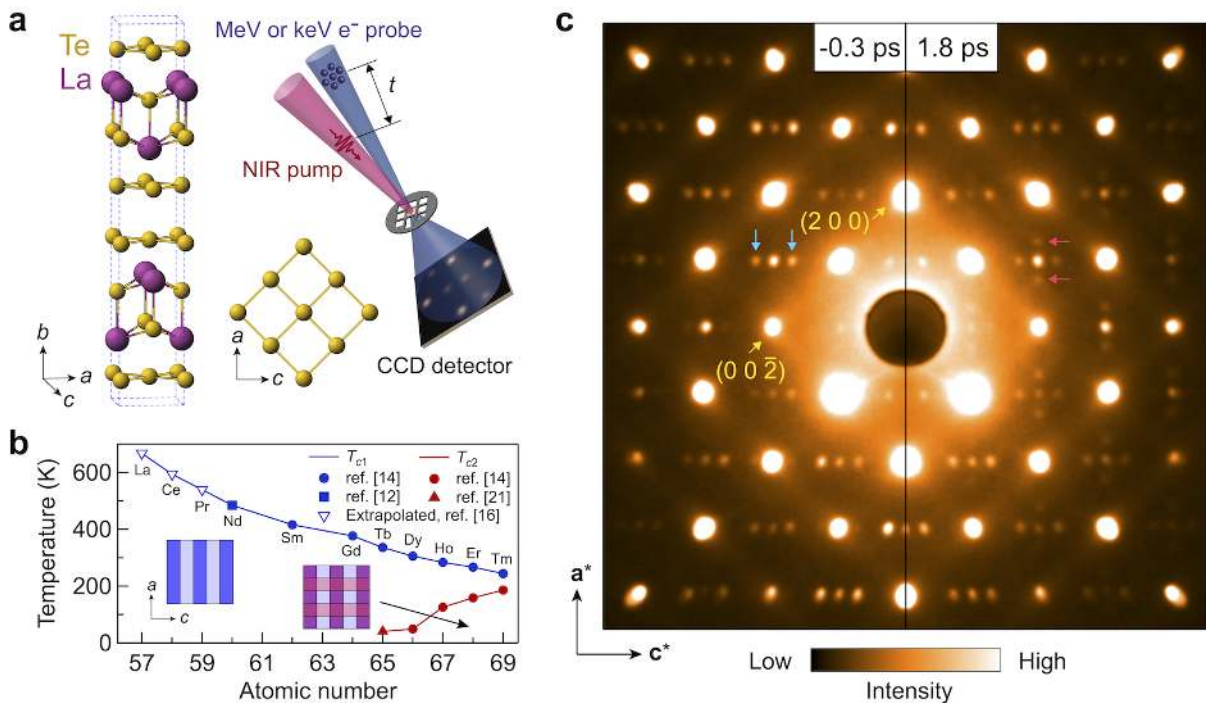 a
Te
La
MeV or keV e⁻ probe
t
NIR pump
CCD detector
b
a
c
a
c
b
Temperature (K)
600
400
200
0
La
Ce
Pr
Nd
Sm
Gd
Tb
Dy
Ho
Er
Tm
Tc1
Tc2
ref. [14]
ref. [14]
ref. [12]
ref. [21]
Extrapolated, ref. [16]
a
c
57 59 61 63 65 67 69
Atomic number
c
-0.3 ps
1.8 ps
(2 0 0)
(0 0 2̅)
a*
c*
Low
High
Intensity